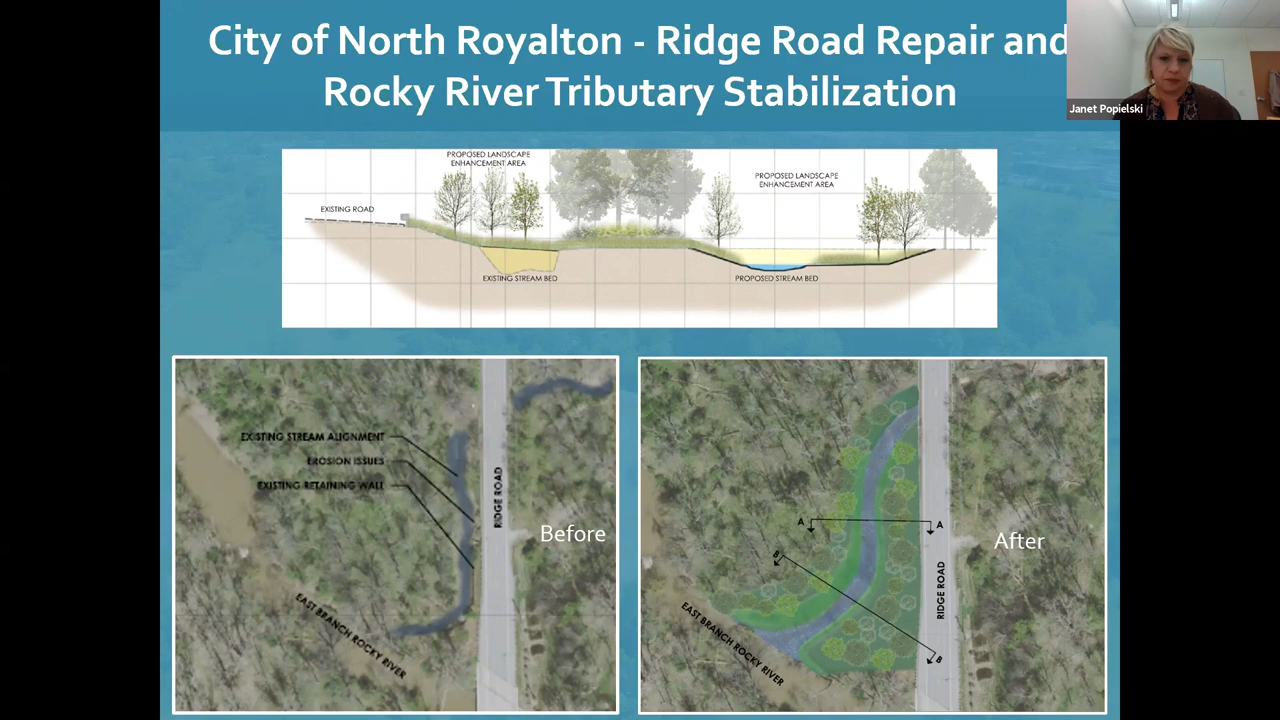 City of North Royalton - Ridge Road Repair and
Rocky River Tributary Stabilization
Janet Popielski
PROPOSED LANDSCAPE
ENHANCEMENT AREA
PROPOSED LANDSCAPE
ENHANCEMENT AREA
EXISTING ROAD
EXISTING STREAM BED
PROPOSED STREAM BED
EXISTING STREAM ALIGNMENT
EROSION ISSUES
EXISTING RETAINING WALL
RIDGE ROAD
Before
EAST BRANCH ROCKY RIVER
A
A
B
After
RIDGE ROAD
EAST BRANCH ROCKY RIVER
B